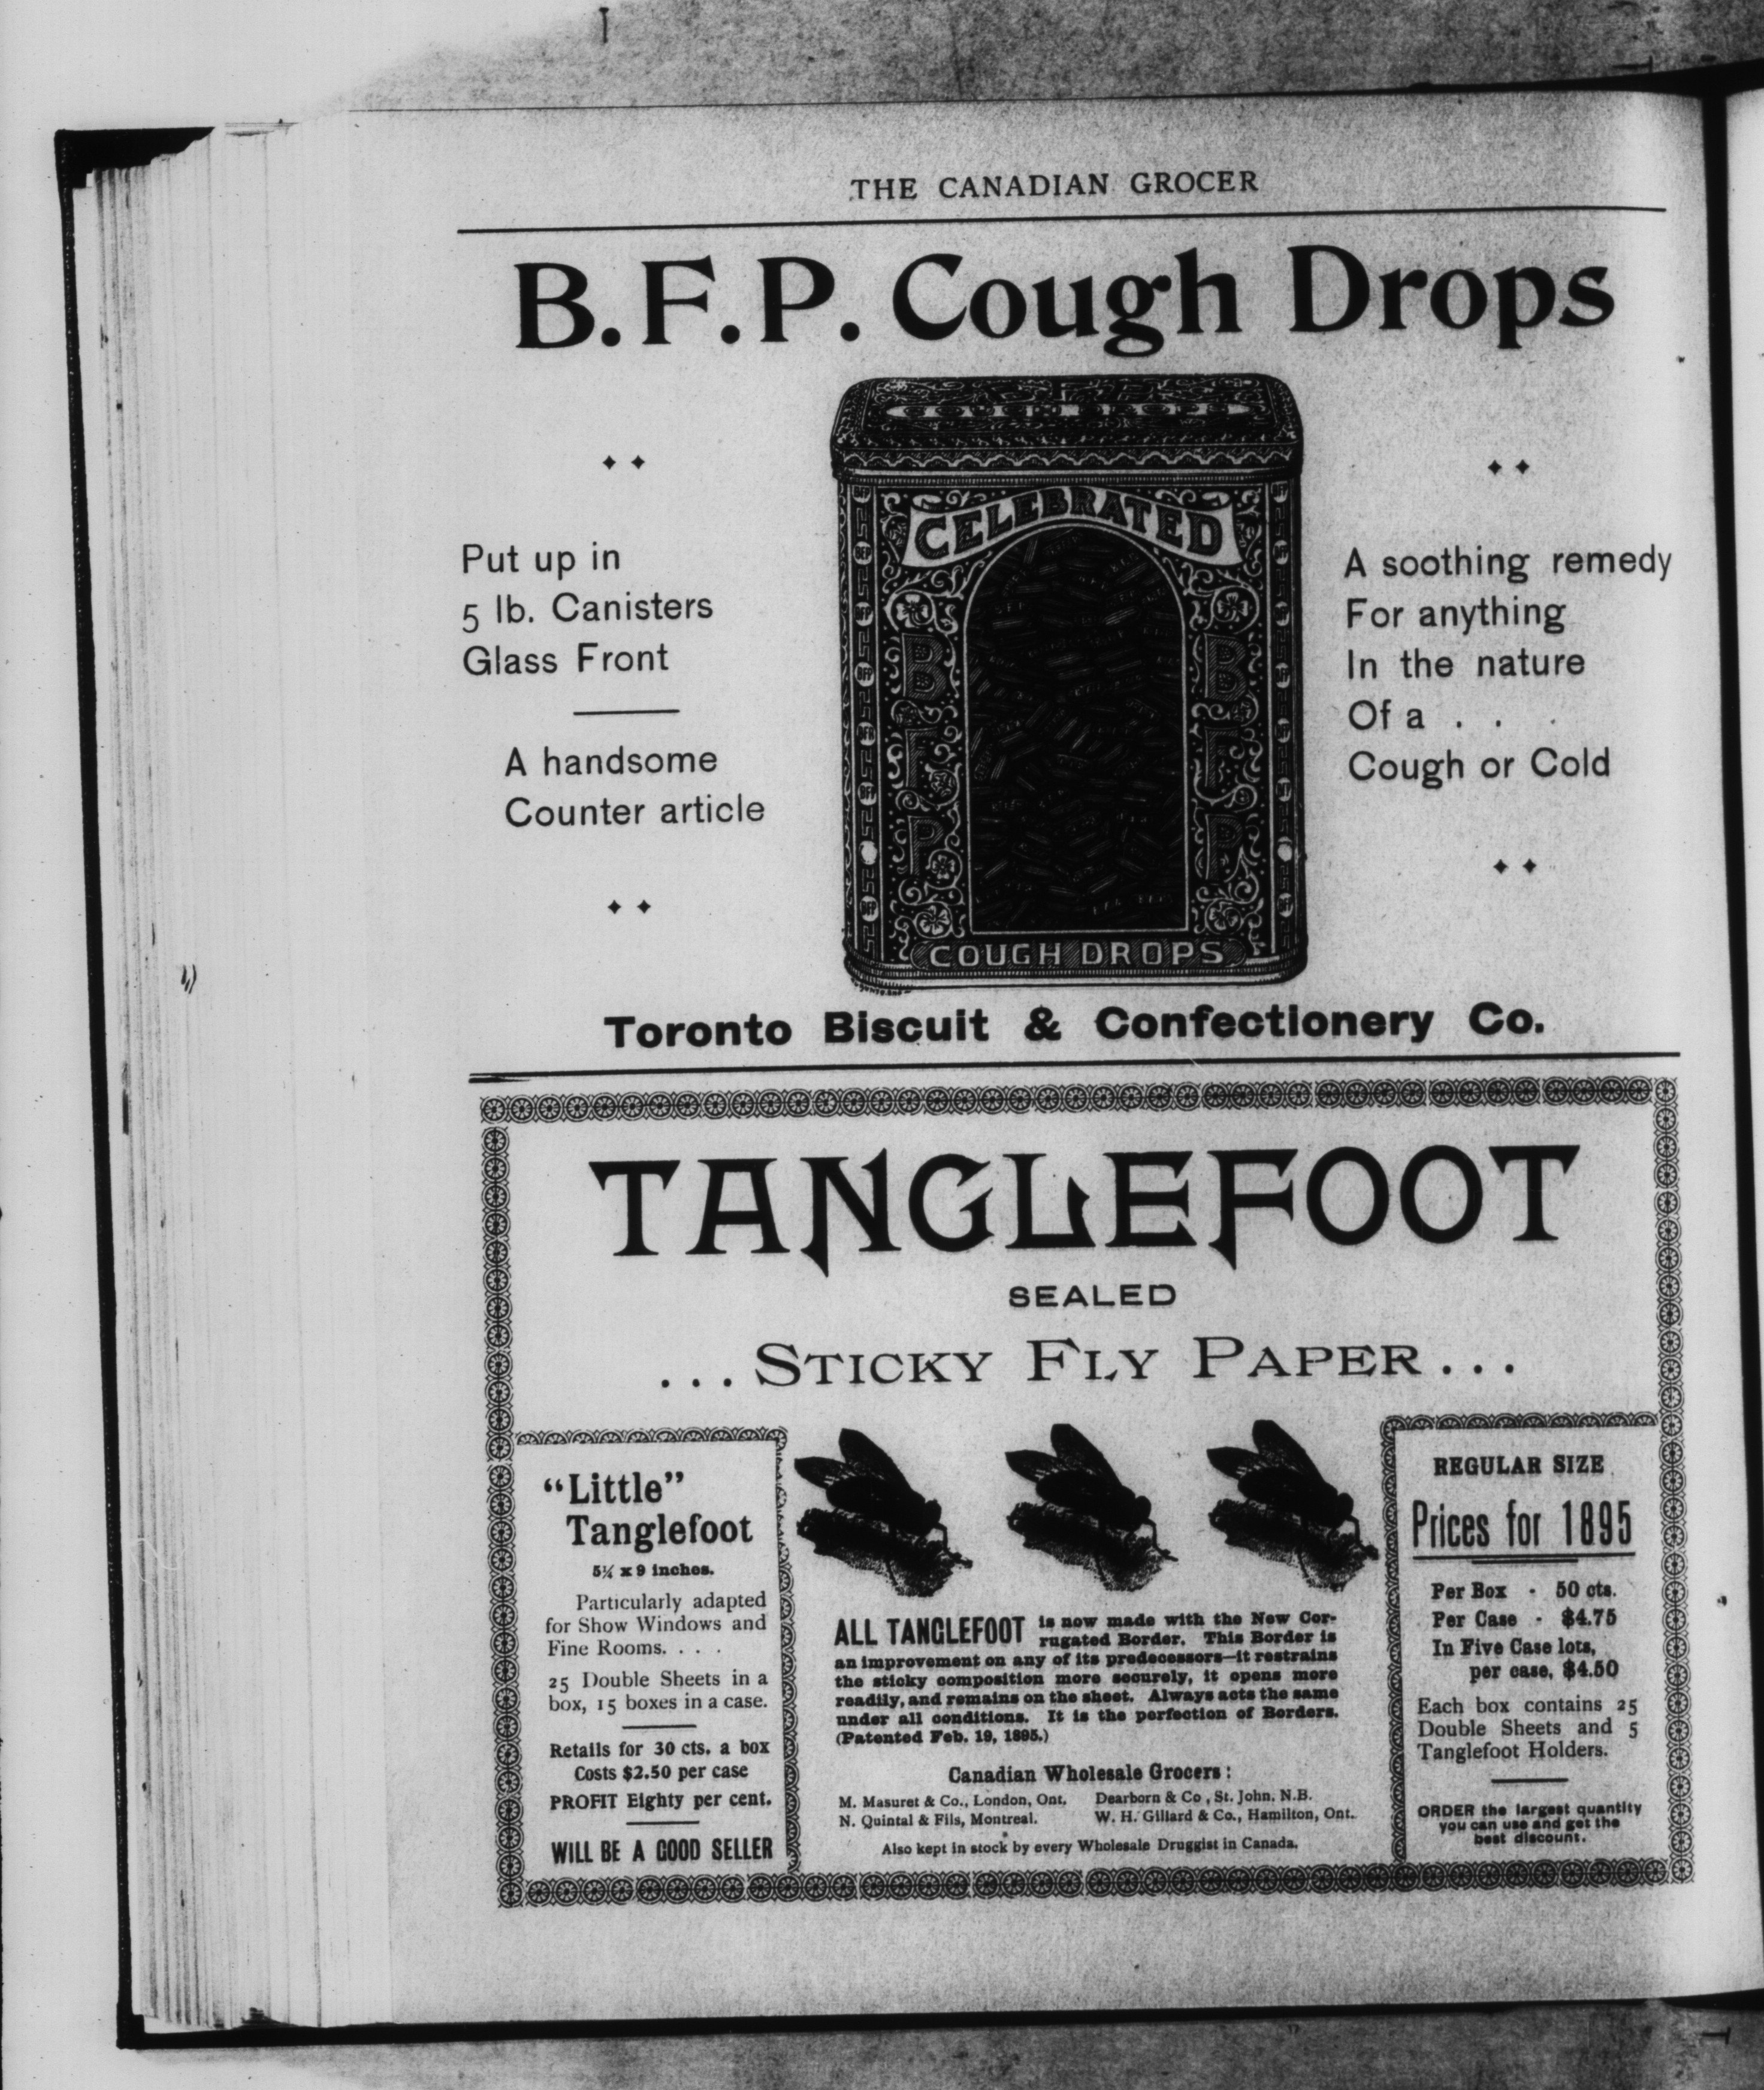 THE CANADIAN GROCER
B.F.P. Cough Drops
Put up in
5 lb. Canisters
Glass Front
A handsome
Counter article
COUGH DROPS
CELEBRATED
B B
F F
P P
COUGH DROPS
A soothing remedy
For anything
In the nature
Of a . . .
Cough or Cold
Toronto Biscuit & Confectionery Co.
TANGLEFOOT
SEALED
...STICKY FLY PAPER...
"Little"
Tanglefoot
5¼ x 9 inches.
Particularly adapted
for Show Windows and
Fine Rooms. . . .
25 Double Sheets in a
box, 15 boxes in a case.
Retails for 30 cts. a box
Costs $2.50 per case
PROFIT Eighty per cent.
WILL BE A GOOD SELLER
ALL TANGLEFOOT is now made with the New Cor-
rugated Border. This Border is
an improvement on any of its predecessors—it restrains
the sticky composition more securely, it opens more
readily, and remains on the sheet. Always acts the same
under all conditions. It is the perfection of Borders.
(Patented Feb. 19, 1895.)
Canadian Wholesale Grocers:
M. Masuret & Co., London, Ont. Dearborn & Co., St. John, N.B.
N. Quintal & Fils, Montreal. W. H. Gillard & Co., Hamilton, Ont.
Also kept in stock by every Wholesale Druggist in Canada.
REGULAR SIZE
Prices for 1895
Per Box - 50 cts.
Per Case - $4.75
In Five Case lots,
per case, $4.50
Each box contains 25
Double Sheets and 5
Tanglefoot Holders.
ORDER the largest quantity
you can use and get the
best discount.